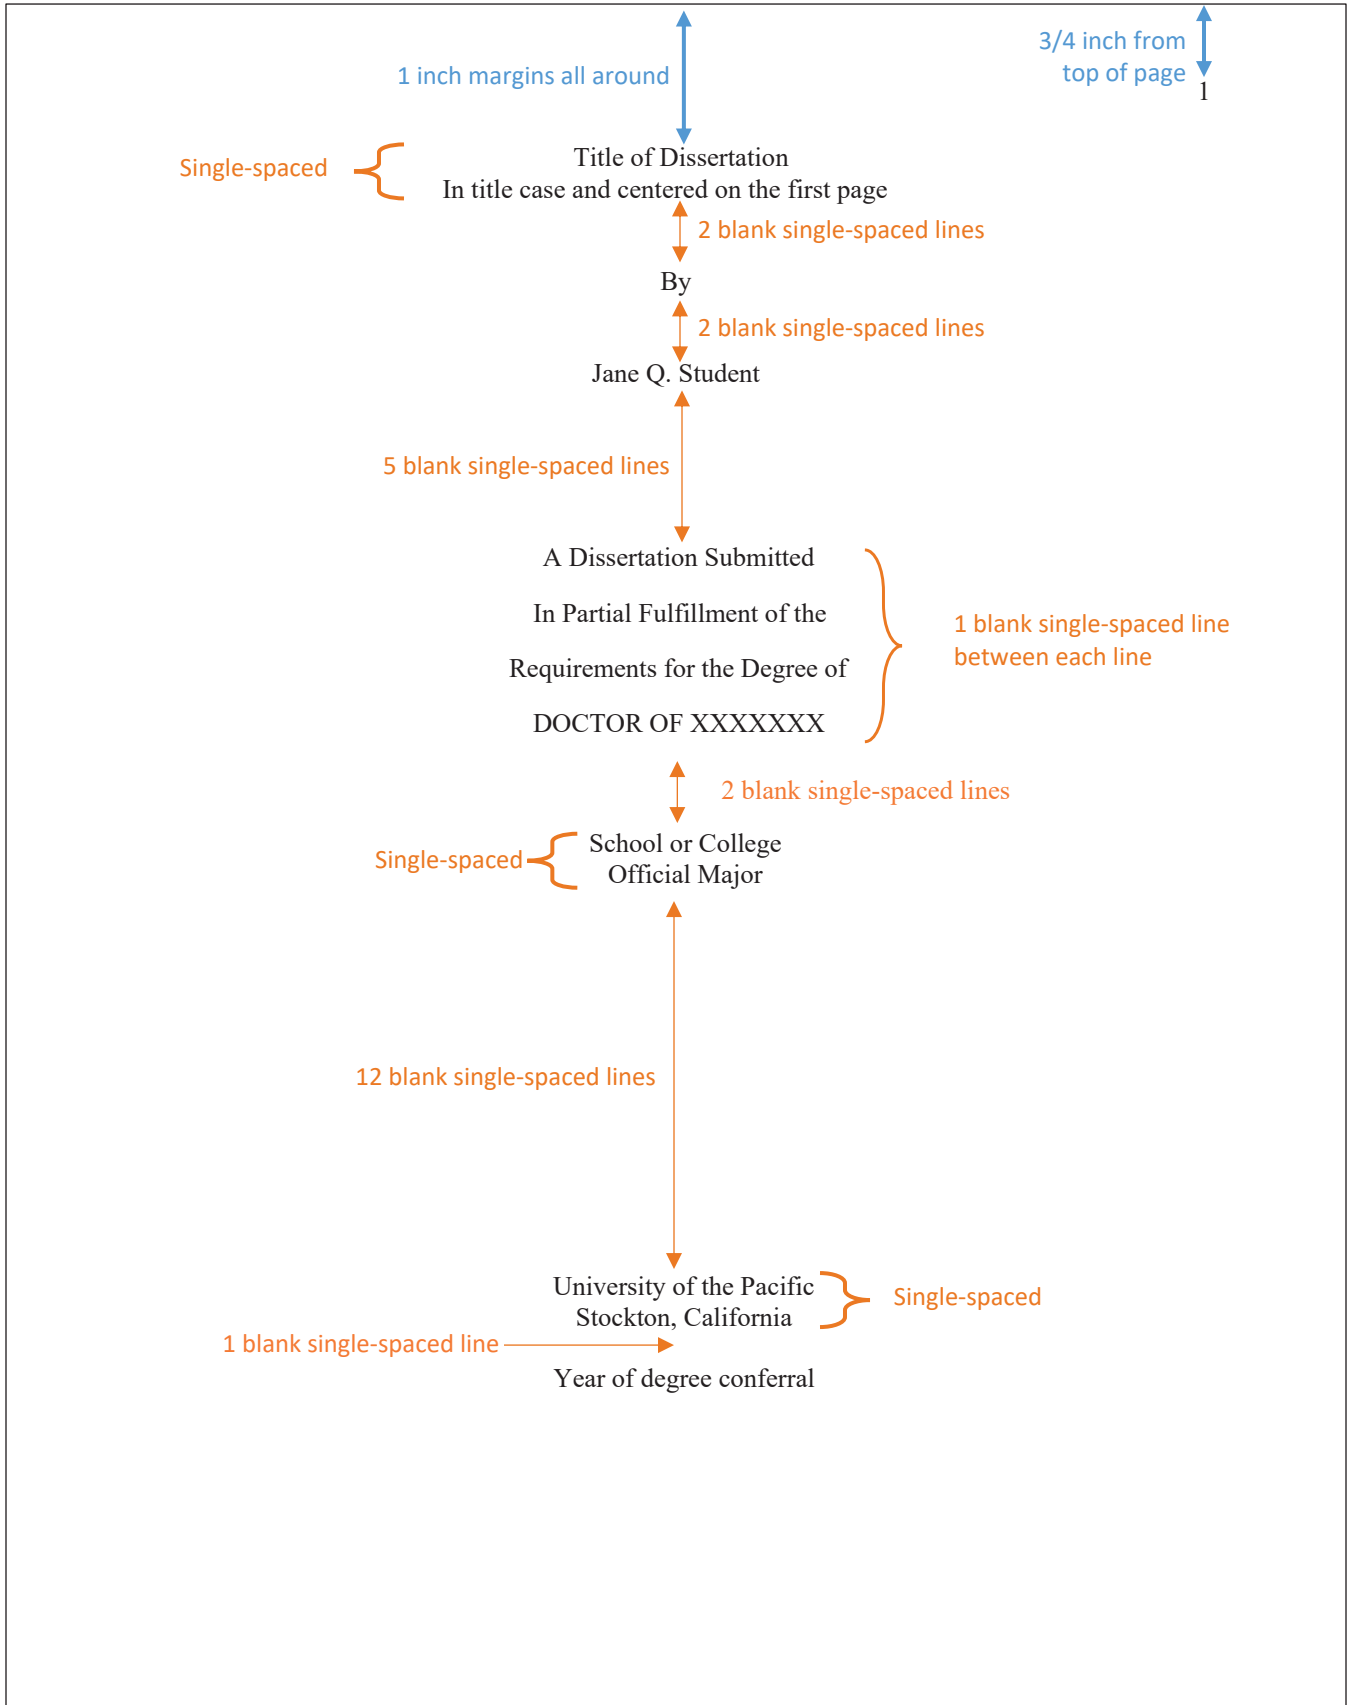 3/4 inch from
top of page
1
1 inch margins all around
Single-spaced
Title of Dissertation
In title case and centered on the first page
2 blank single-spaced lines
By
2 blank single-spaced lines
Jane Q. Student
5 blank single-spaced lines
A Dissertation Submitted
In Partial Fulfillment of the
Requirements for the Degree of
DOCTOR OF XXXXXXX
1 blank single-spaced line
between each line
2 blank single-spaced lines
Single-spaced
School or College
Official Major
12 blank single-spaced lines
University of the Pacific
Stockton, California
Single-spaced
1 blank single-spaced line
Year of degree conferral